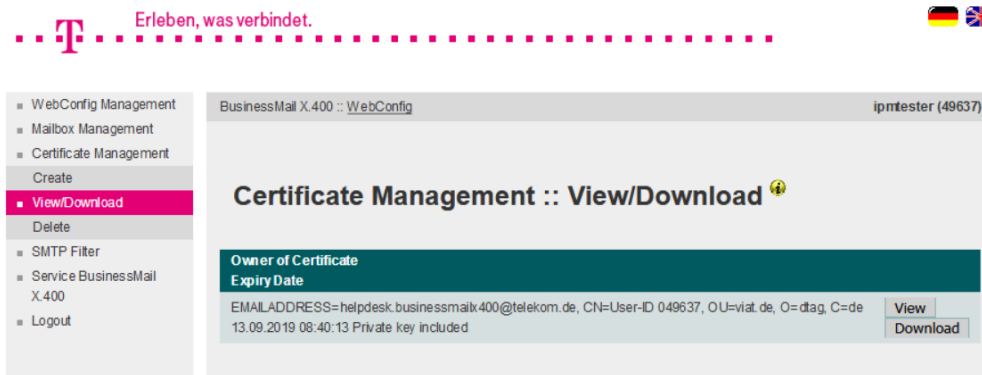 Erleben, was verbindet.
WebConfig Management
Mailbox Management
Certificate Management
Create
View/Download
Delete
SMTP Filter
Service BusinessMail
X.400
Logout
BusinessMail X.400 :: WebConfig
ipmtester (49637)
Certificate Management :: View/Download
Owner of Certificate
Expiry Date
EMAILADDRESS=helpdesk.businessmailx400@telekom.de, CN=User-ID 049637, OU=viat.de, O=dtag, C=de
13.09.2019 08:40:13 Private key included
View
Download